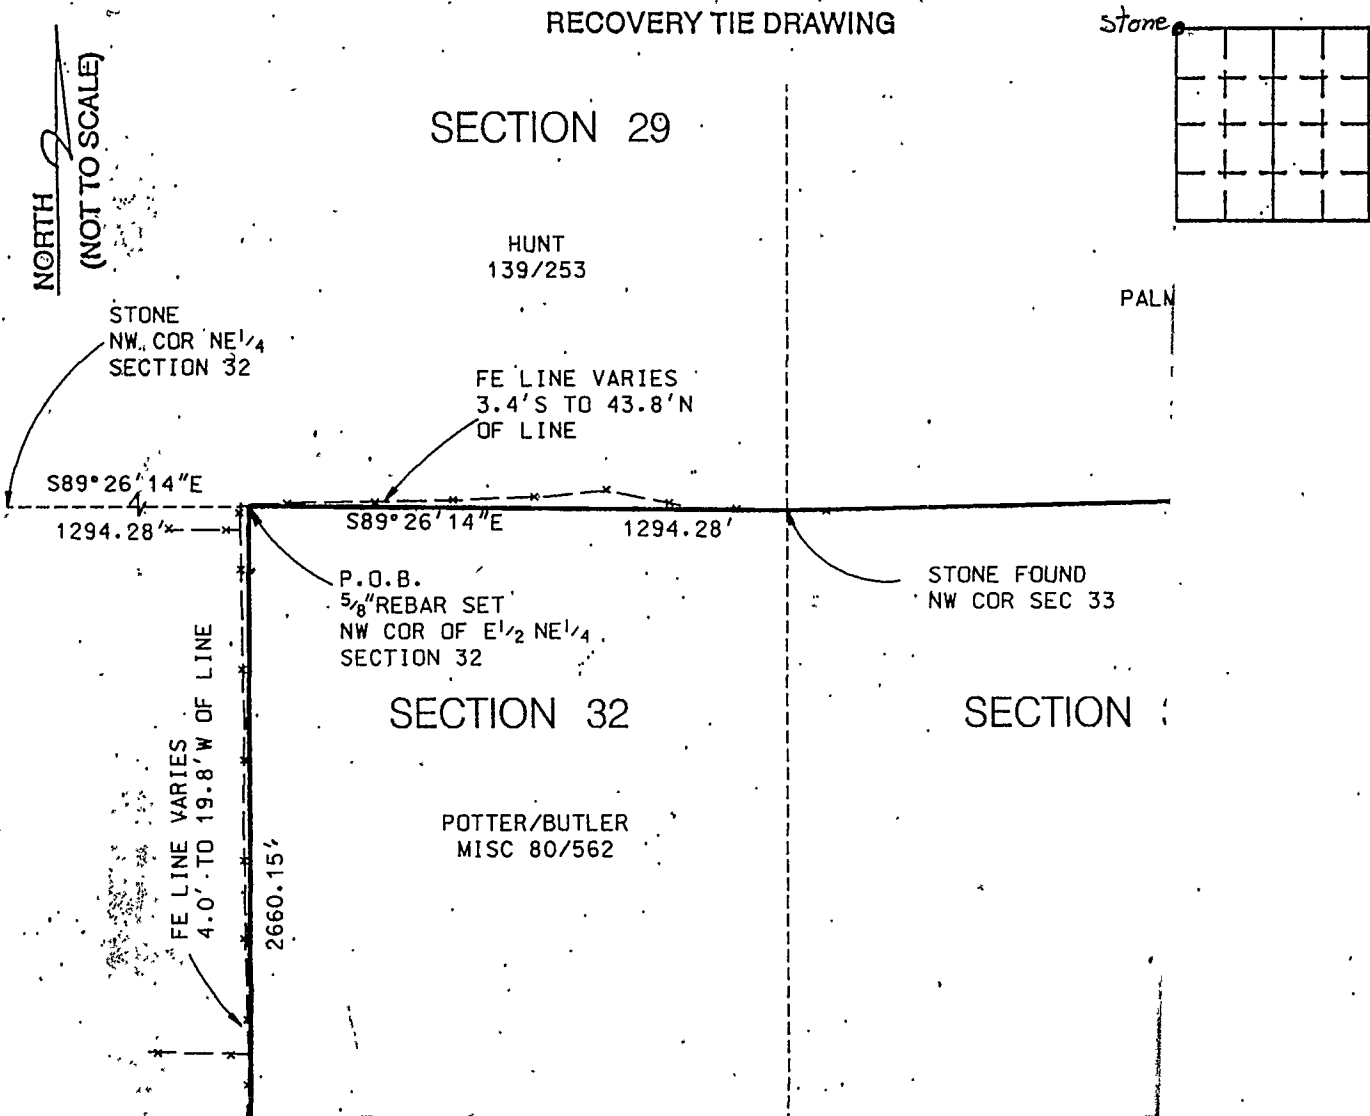 RECOVERY TIE DRAWING
Stone
NORTH
(NOT TO SCALE)
SECTION 29
HUNT
139/253
PALM
STONE
NW. COR NE1/4
SECTION 32
FE LINE VARIES
3.4'S TO 43.8'N
OF LINE
S89°26'14"E
1294.28'
S89°26'14"E
1294.28'
P.O.B.
5/8"REBAR SET
NW COR OF E1/2 NE1/4
SECTION 32
STONE FOUND
NW COR SEC 33
FE LINE VARIES
4.0' TO 19.8'W OF LINE
SECTION 32
SECTION
POTTER/BUTLER
MISC 80/562
2660.15'